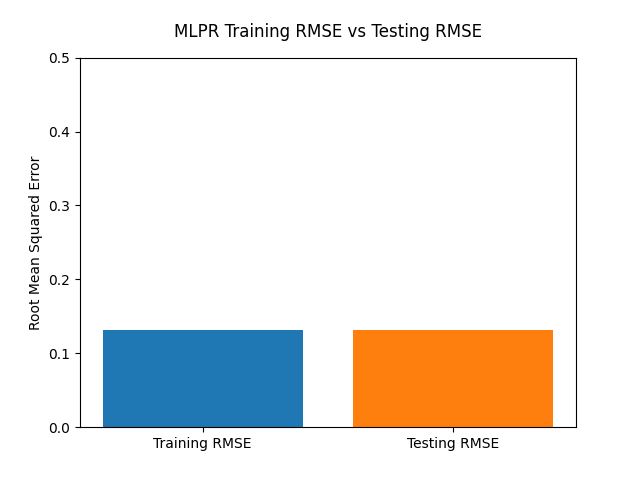 MLPR Training RMSE vs Testing RMSE
0.5
0.4
0.3
0.2
0.1
0.0
Root Mean Squared Error
Training RMSE
Testing RMSE